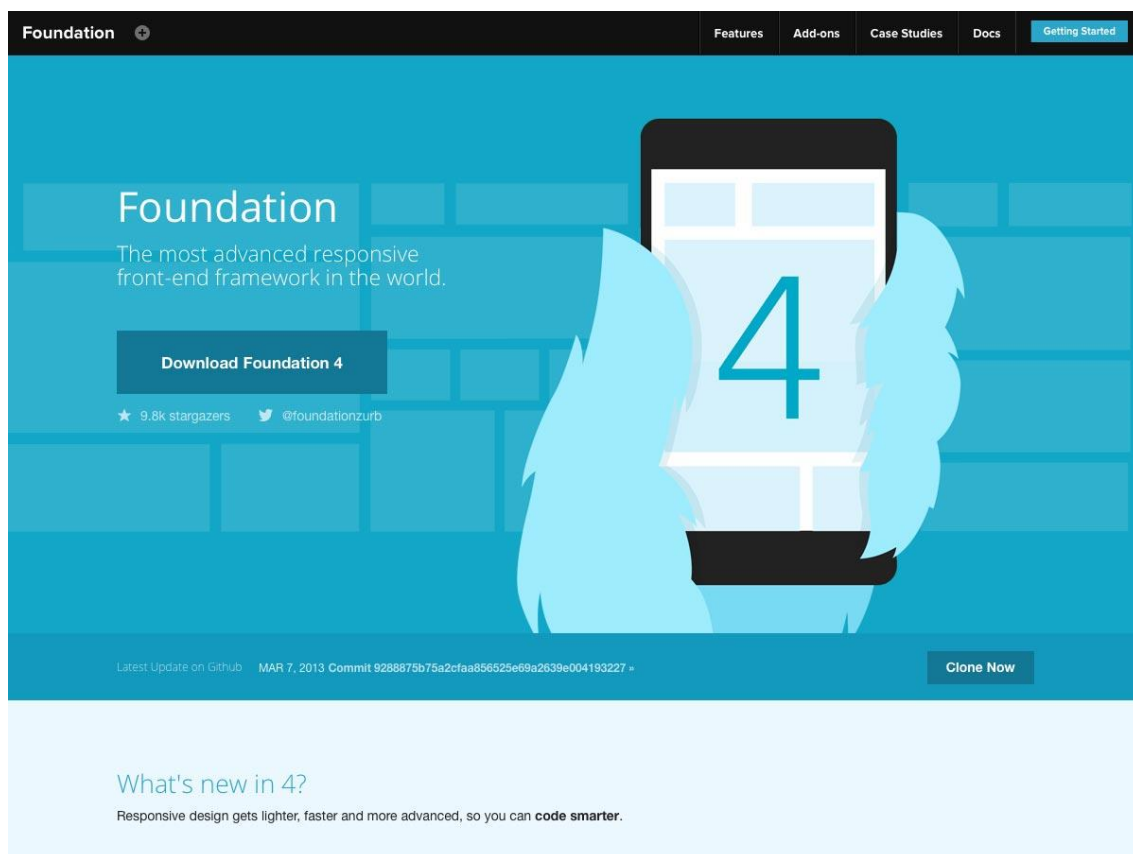 Foundation
Features
Add-ons
Case Studies
Docs
Getting Started
Foundation
The most advanced responsive
front-end framework in the world.
Download Foundation 4
9.8k stargazers
@foundationzurb
4
Latest Update on Github MAR 7, 2013 Commit 9288875b75a2cfaa856525e69a2639e004193227 »
Clone Now
What's new in 4?
Responsive design gets lighter, faster and more advanced, so you can code smarter.